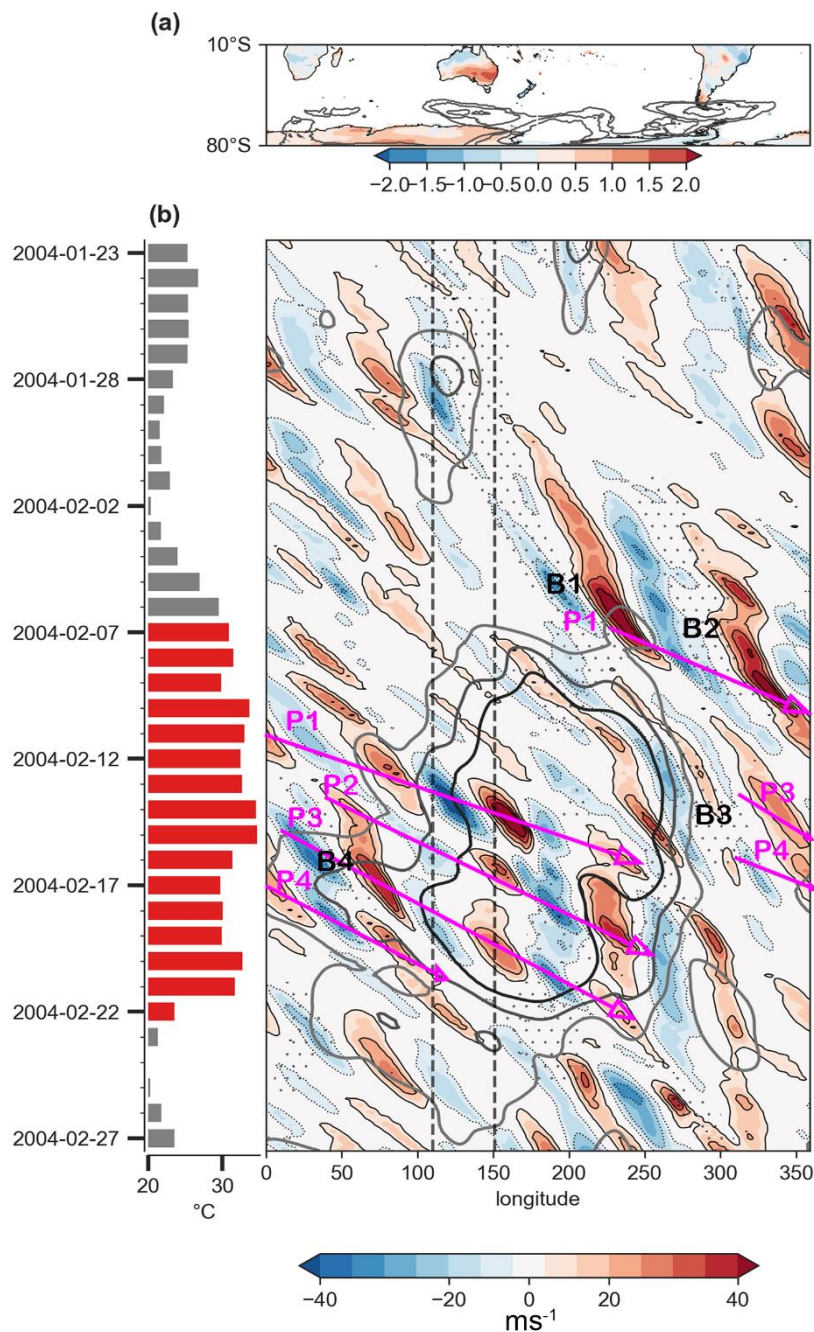 (a)
10°S
80°S
−2.0−1.5−1.0−0.5 0.0 0.5 1.0 1.5 2.0
(b)
2004-01-23
2004-01-28
2004-02-02
B1
P1
B2
2004-02-07
P1
2004-02-12
P2
P3
P3
B3
B4
P4
P4
2004-02-17
2004-02-22
2004-02-27
20 30
°C
0 50 100 150 200 250 300 350
longitude
−40 −20 0 20 40
ms⁻¹